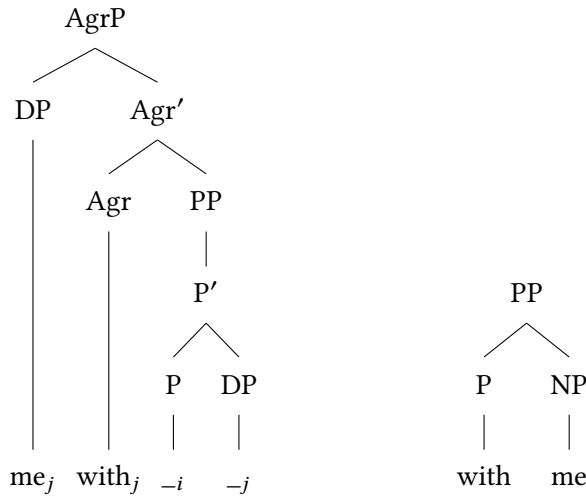 AgrP
DP Agr′
Agr PP
P′ PP
P DP P NP
me_j with_j _i _j with me